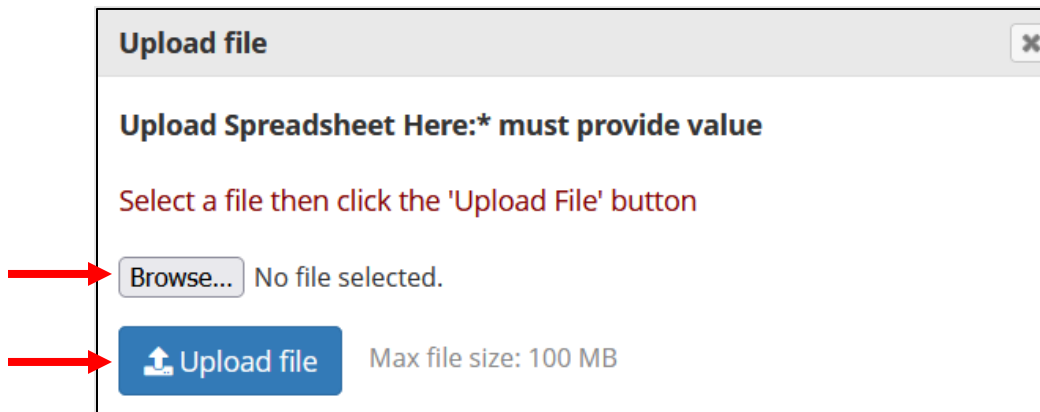 Upload file
Upload Spreadsheet Here:* must provide value
Select a file then click the 'Upload File' button
Browse... No file selected.
Upload file Max file size: 100 MB